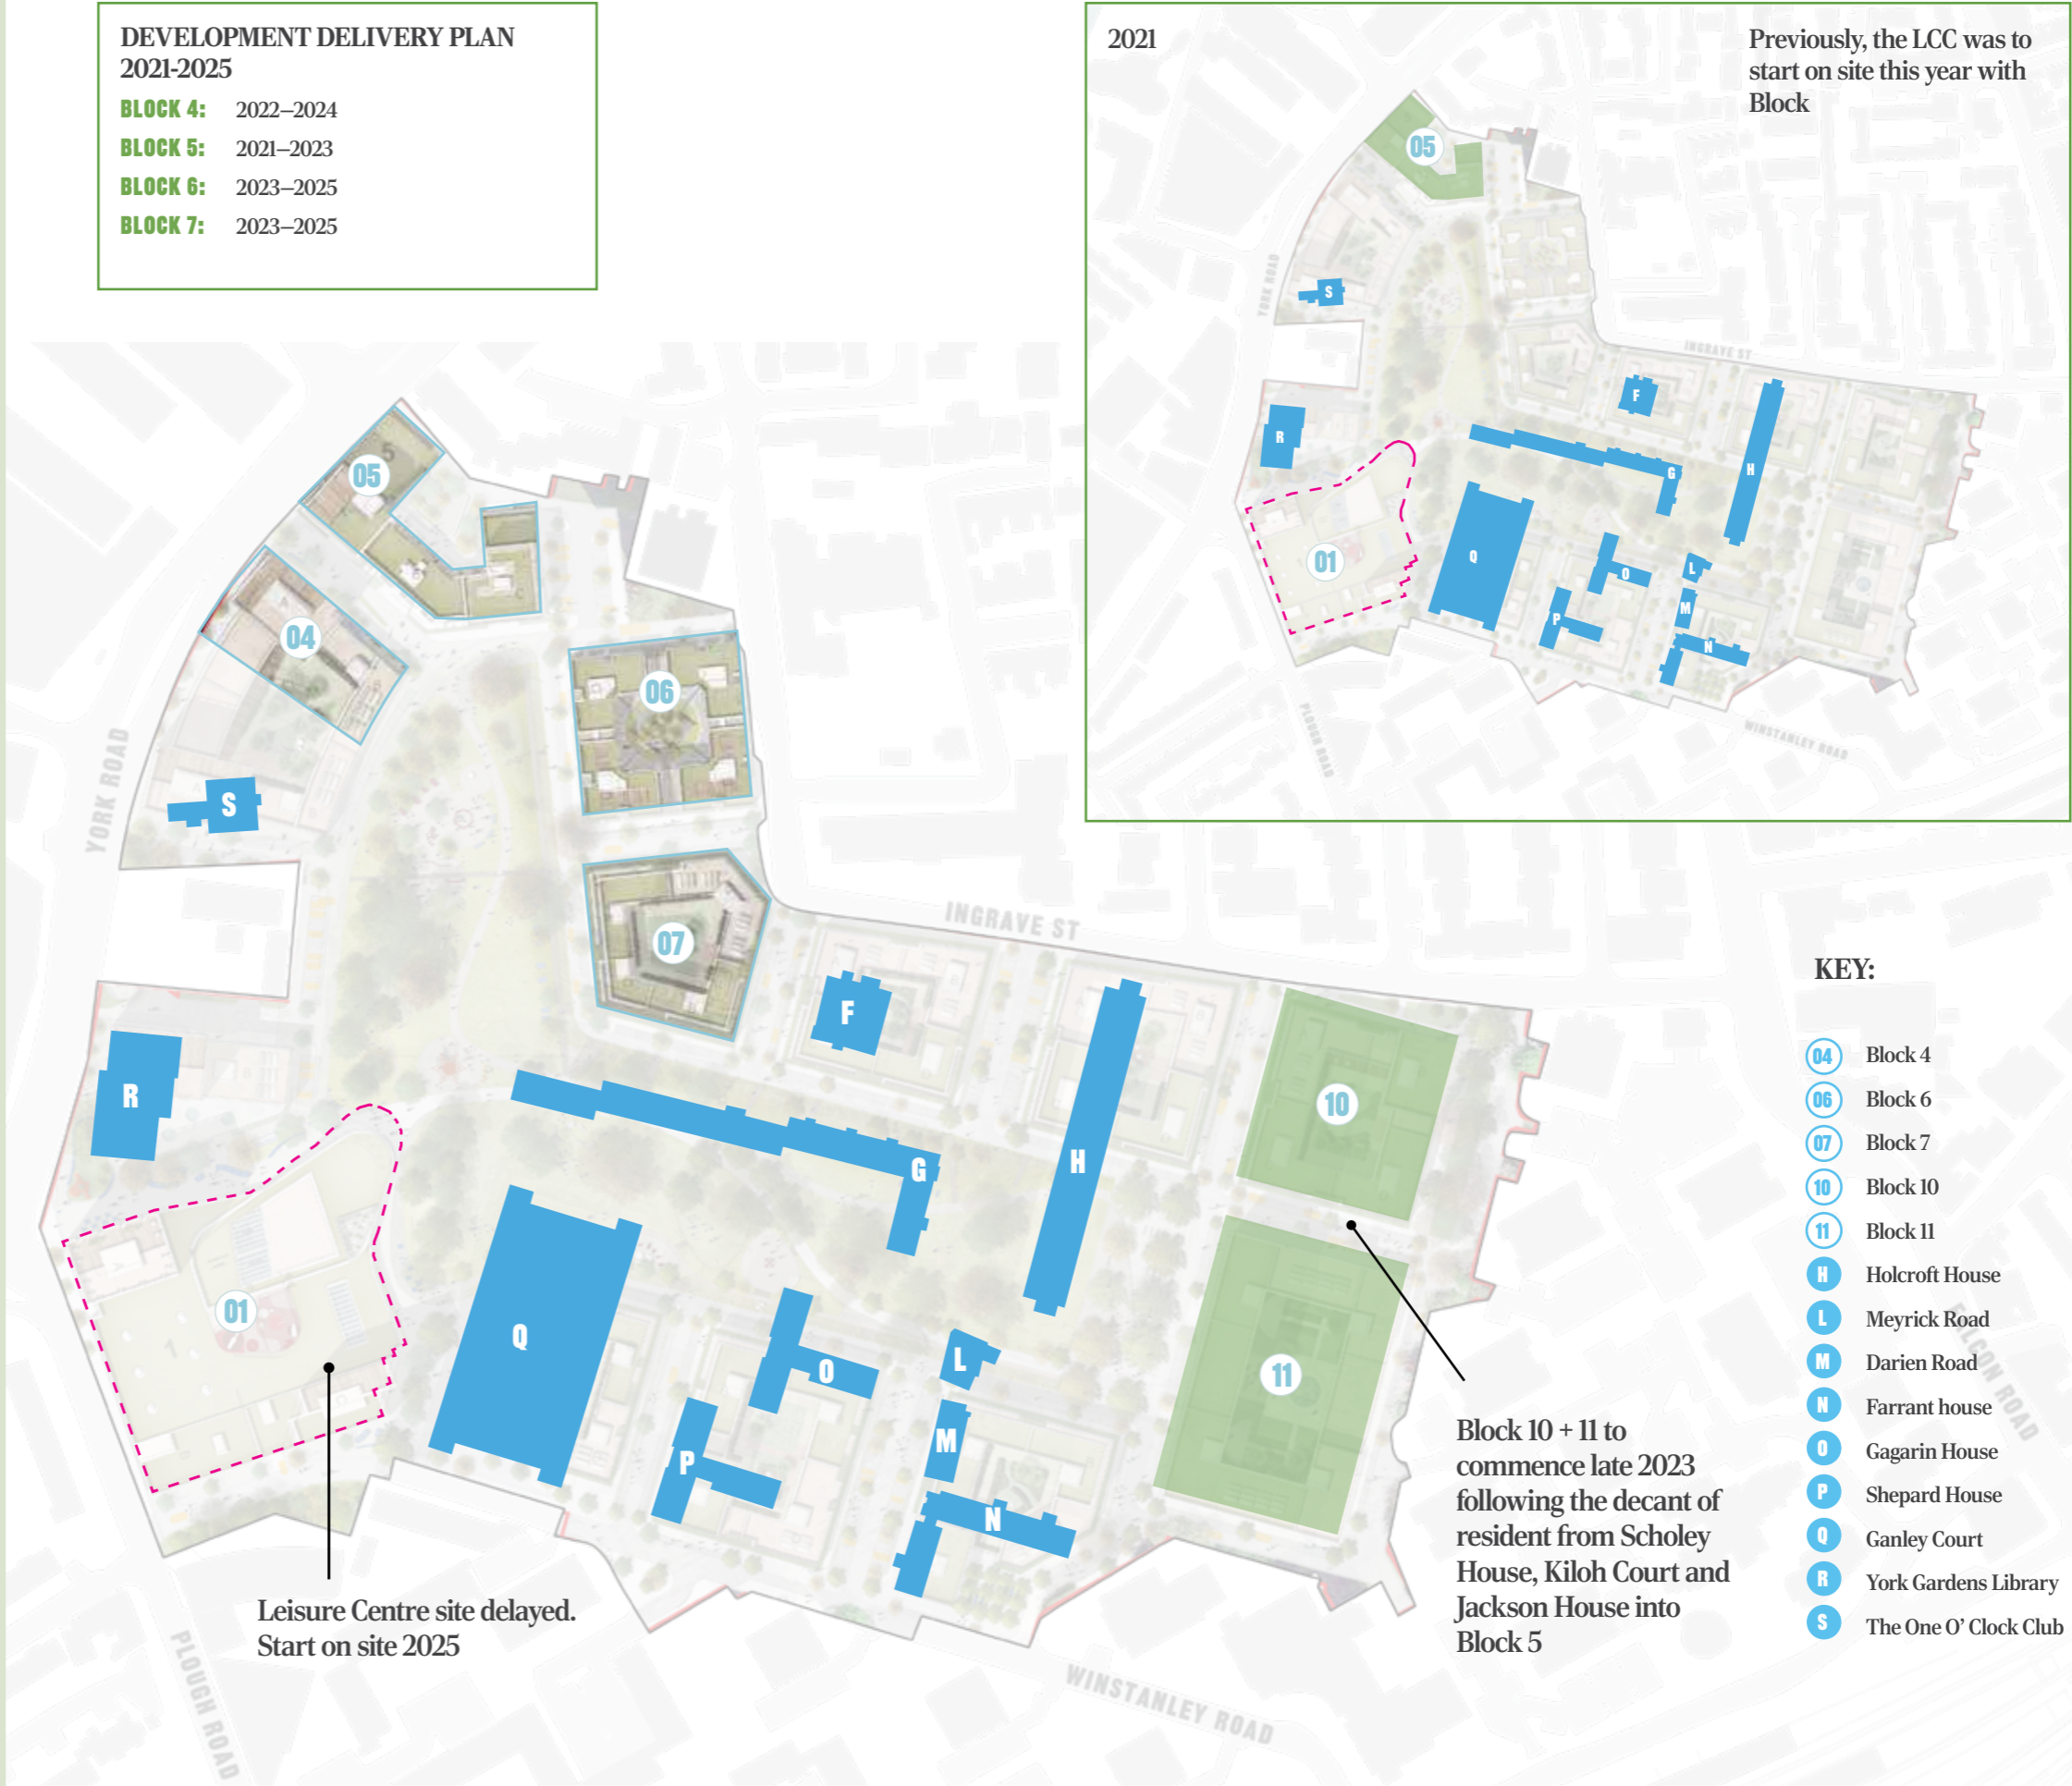 DEVELOPMENT DELIVERY PLAN
2021-2025
BLOCK 4: 2022–2024
BLOCK 5: 2021–2023
BLOCK 6: 2023–2025
BLOCK 7: 2023–2025
2021
Previously, the LCC was to
start on site this year with
Block
05
YORK ROAD
S
INGRAVE ST
F
R
G
H
01
Q
O
L
P
M
N
PLOUGH ROAD
WINSTANLEY ROAD
5
05
04
06
YORK ROAD
S
07
INGRAVE ST
F
R
G
H
10
01
1
Q
O
L
11
P
M
N
Leisure Centre site delayed.
Start on site 2025
Block 10 + 11 to
commence late 2023
following the decant of
resident from Scholey
House, Kiloh Court and
Jackson House into
Block 5
PLOUGH ROAD
WINSTANLEY ROAD
FALCON ROAD
KEY:
04 Block 4
06 Block 6
07 Block 7
10 Block 10
11 Block 11
H Holcroft House
L Meyrick Road
M Darien Road
N Farrant house
O Gagarin House
P Shepard House
Q Ganley Court
R York Gardens Library
S The One O’ Clock Club